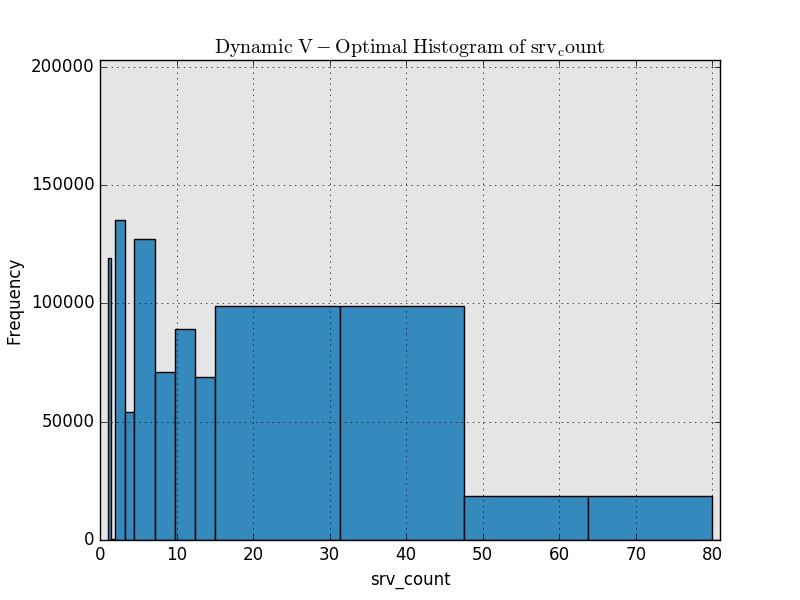 Dynamic V − Optimal Histogram of srv_count
200000
150000
100000
50000
0
Frequency
0 10 20 30 40 50 60 70 80
srv_count